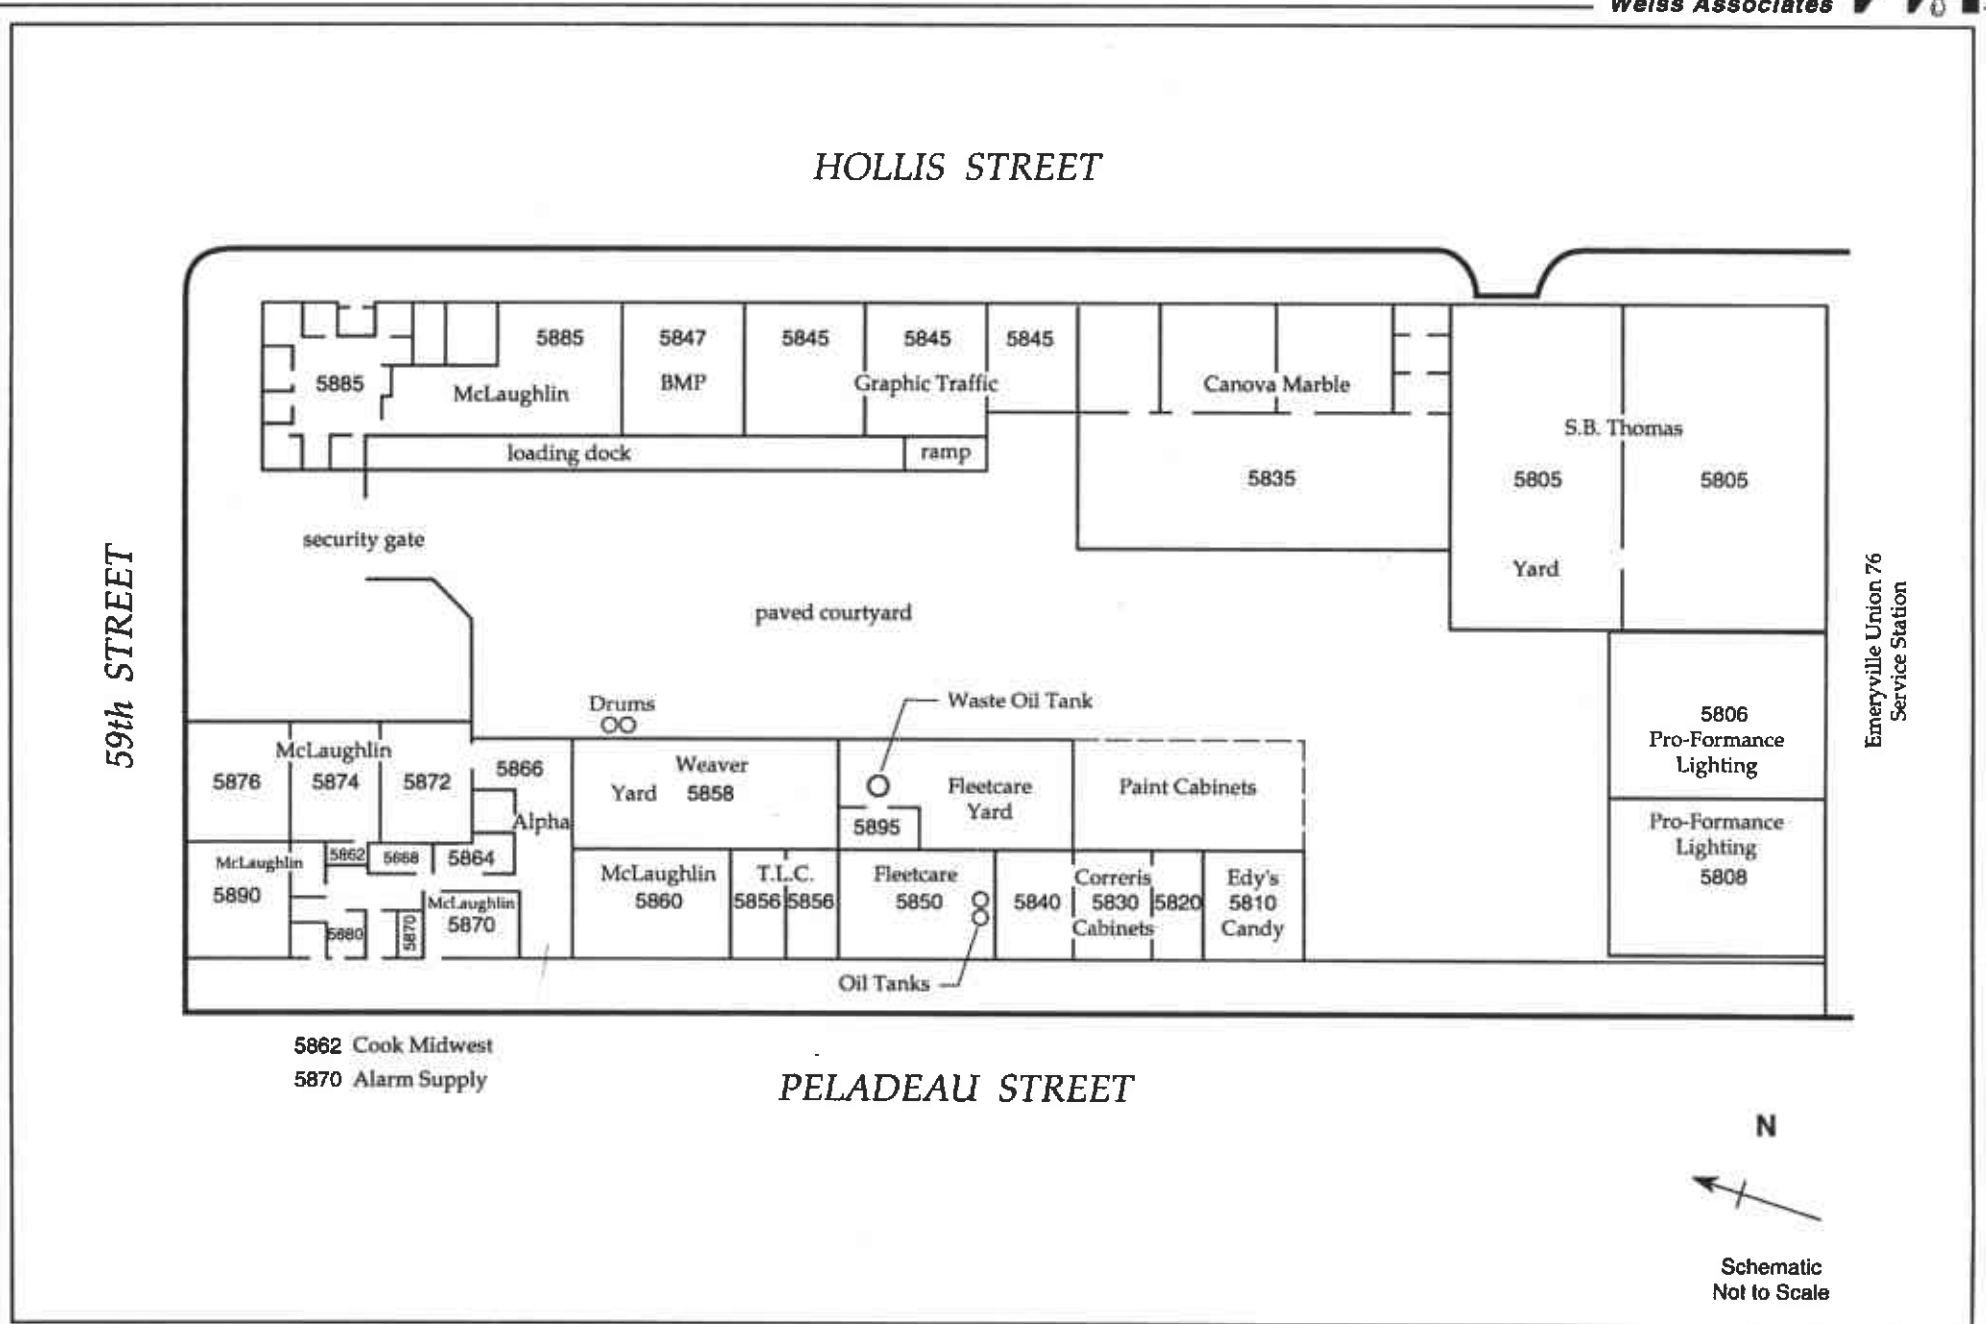 Weiss Associates
HOLLIS STREET
5885
5847
5845
5845
5845
5885
McLaughlin
BMP
Graphic Traffic
Canova Marble
S.B. Thomas
loading dock
ramp
5835
5805
5805
security gate
Yard
paved courtyard
59th STREET
Emeryville Union 76
Service Station
Drums
Waste Oil Tank
5806
Pro-Formance
Lighting
McLaughlin
5876
5874
5872
5866
Alpha
Weaver
Yard 5858
Fleetcare
Yard
5895
Paint Cabinets
Pro-Formance
Lighting
5808
McLaughlin
5890
5862
5668
5864
McLaughlin
5870
5870
5880
McLaughlin
5860
T.L.C.
5856
5856
Fleetcare
5850
5840
Correris
5830
Cabinets
5820
Edy's
5810
Candy
Oil Tanks
5862 Cook Midwest
5870 Alarm Supply
PELADEAU STREET
N
Schematic
Not to Scale